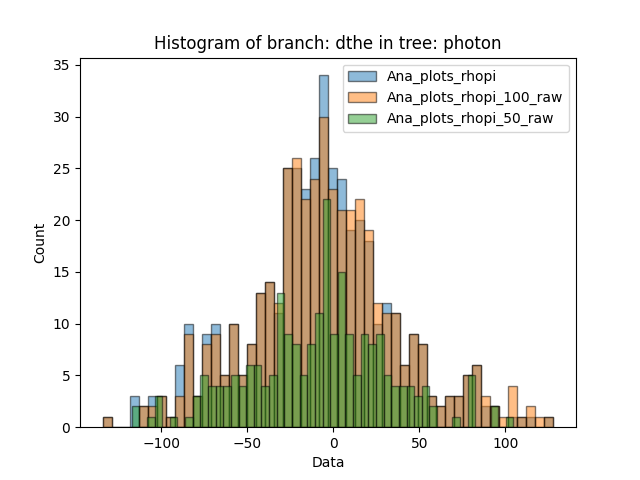 Histogram of branch: dthe in tree: photon
Ana_plots_rhopi
Ana_plots_rhopi_100_raw
Ana_plots_rhopi_50_raw
Count
35
30
25
20
15
10
5
0
−100
−50
0
50
100
Data